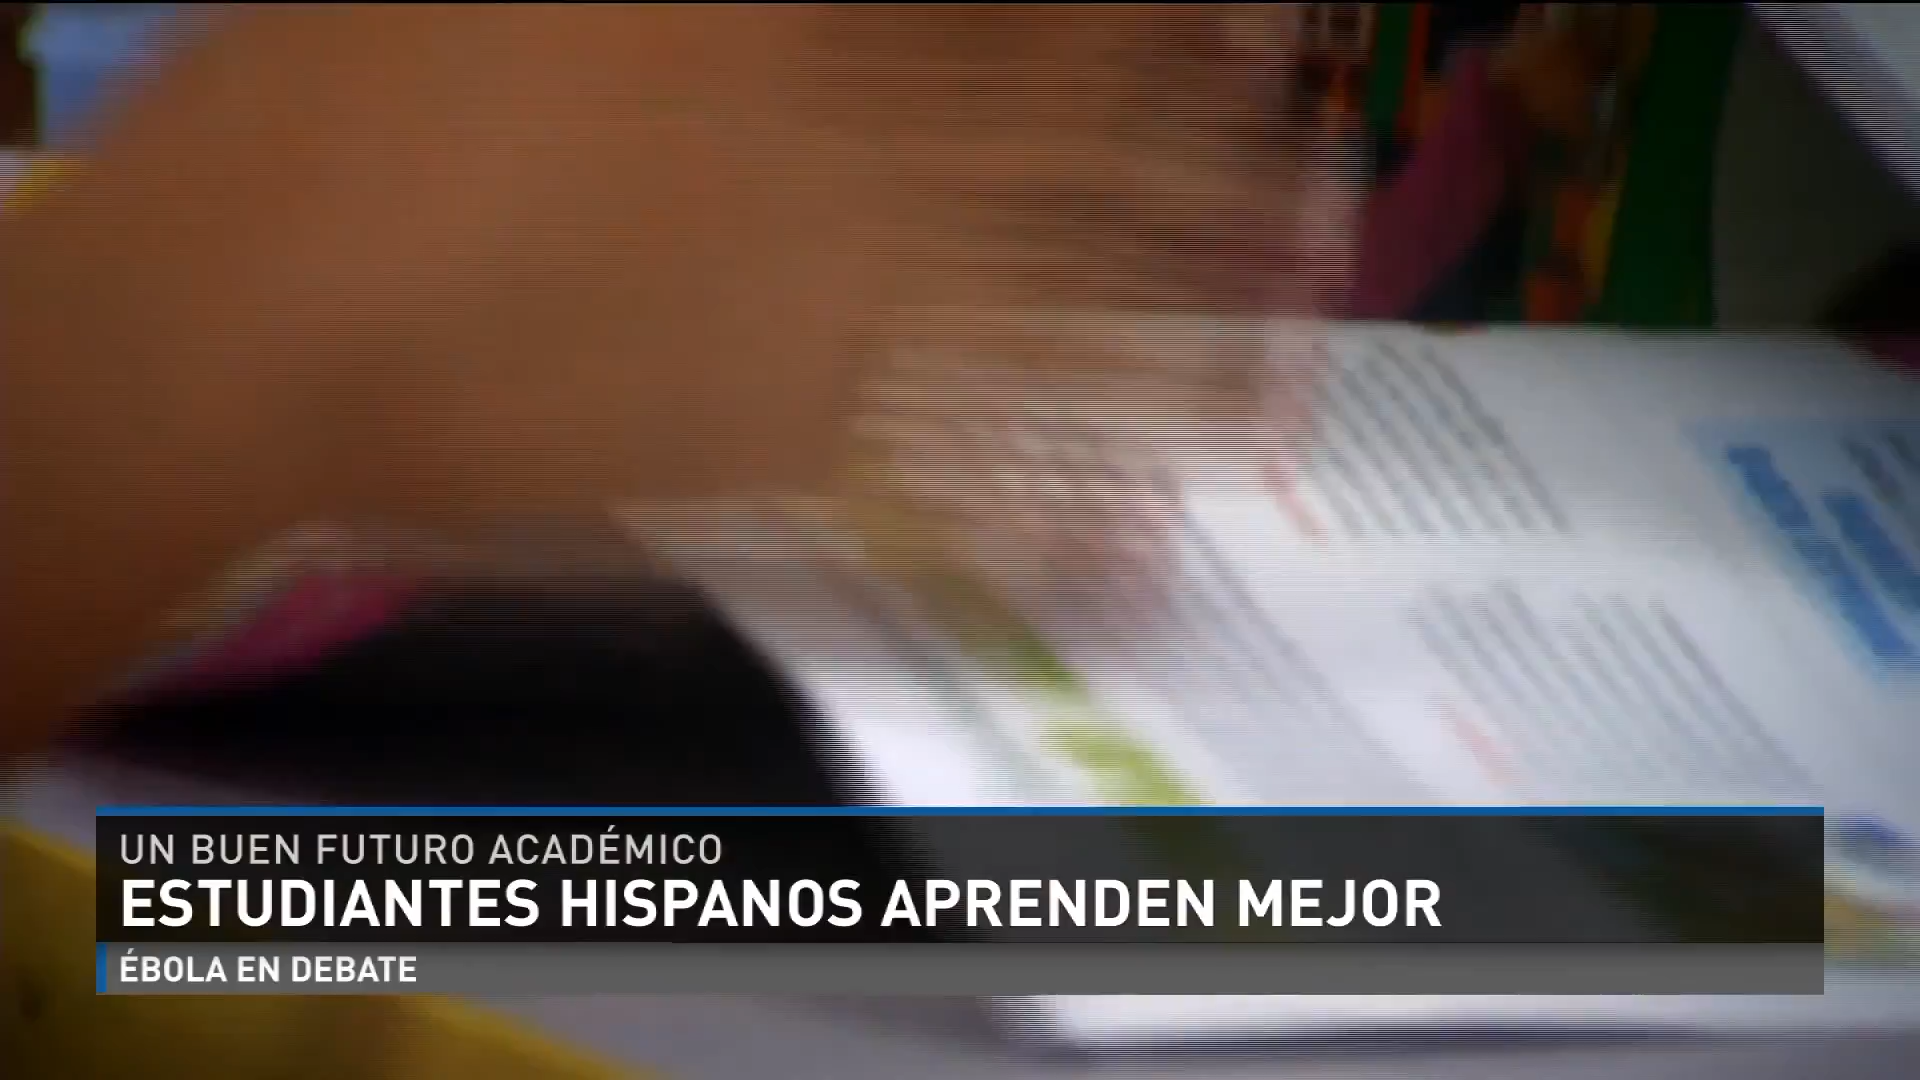 UN BUEN FUTURO ACADÉMICO
ESTUDIANTES HISPANOS APRENDEN MEJOR
ÉBOLA EN DEBATE